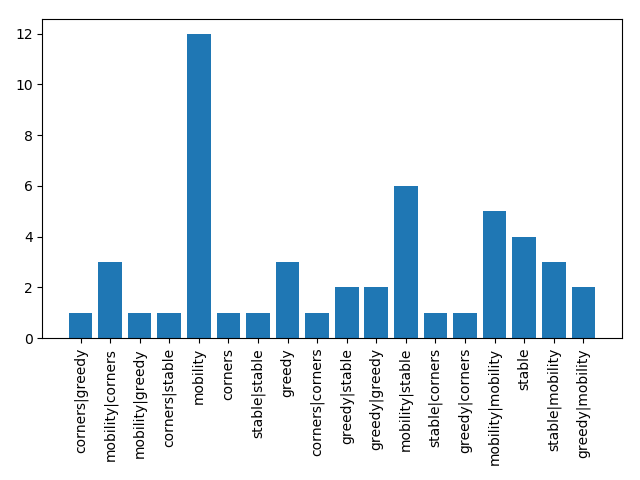 12
10
8
6
4
2
0
corners|greedy
mobility|corners
mobility|greedy
corners|stable
mobility
corners
stable|stable
greedy
corners|corners
greedy|stable
greedy|greedy
mobility|stable
stable|corners
greedy|corners
mobility|mobility
stable
stable|mobility
greedy|mobility